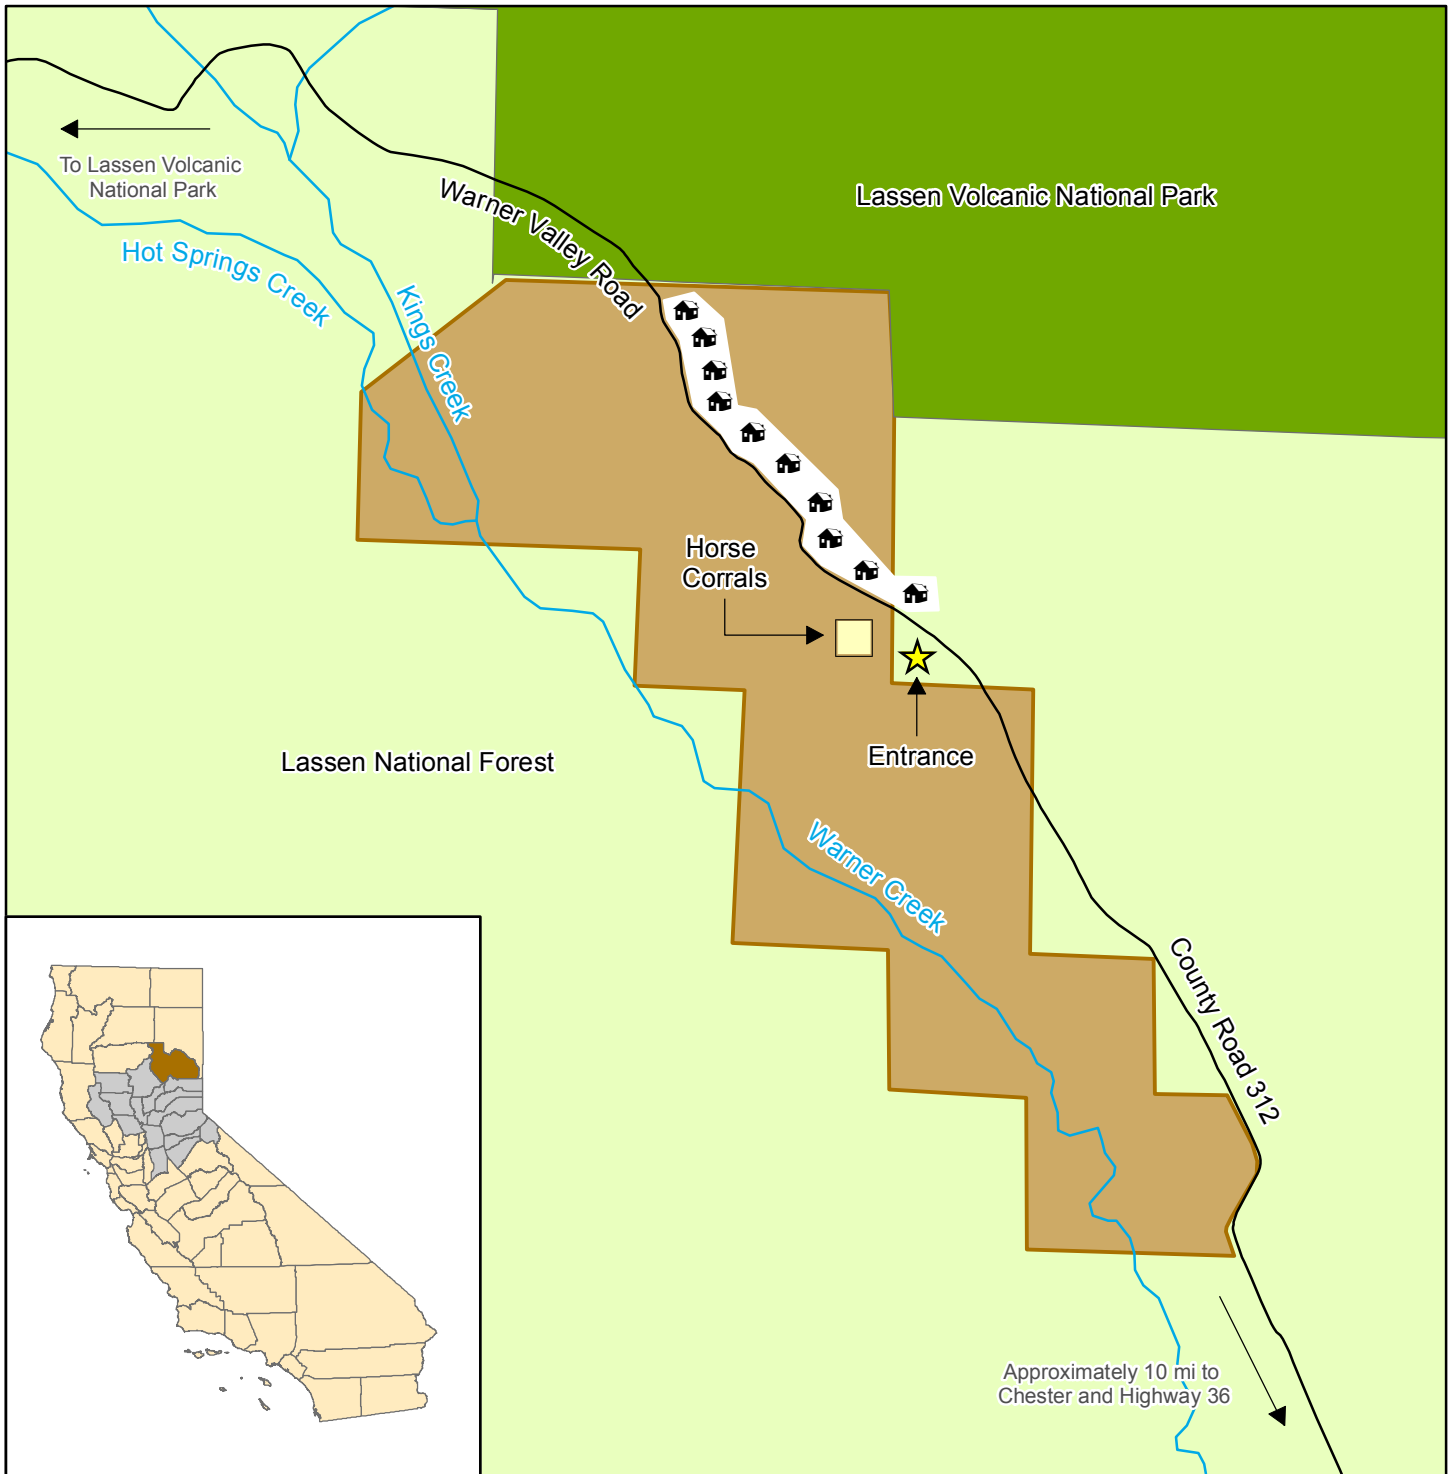 To Lassen Volcanic
National Park
Lassen Volcanic National Park
Warner Valley Road
Hot Springs Creek
Kings Creek
Horse
Corrals
Entrance
Lassen National Forest
Warner Creek
County Road 312
Approximately 10 mi to
Chester and Highway 36